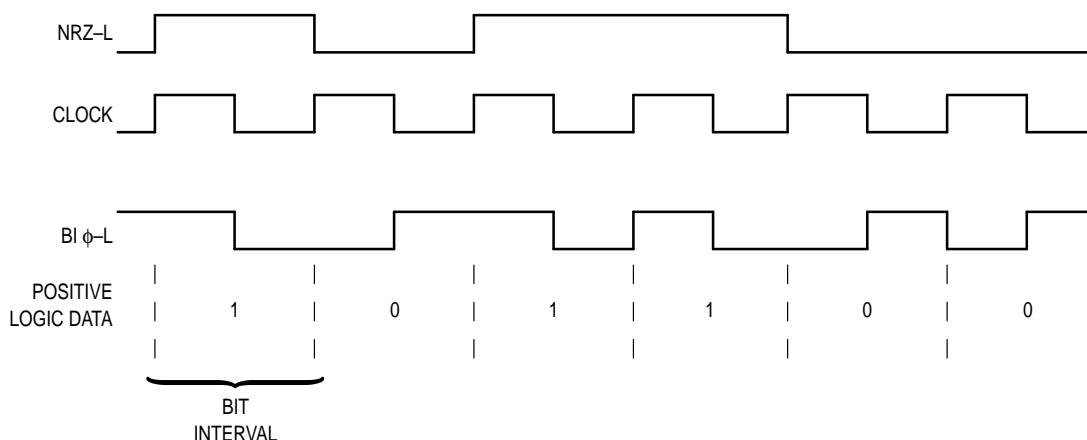 NRZ–L
CLOCK
BI ϕ–L
POSITIVE
LOGIC DATA
1 0 1 1 0 0
BIT
INTERVAL